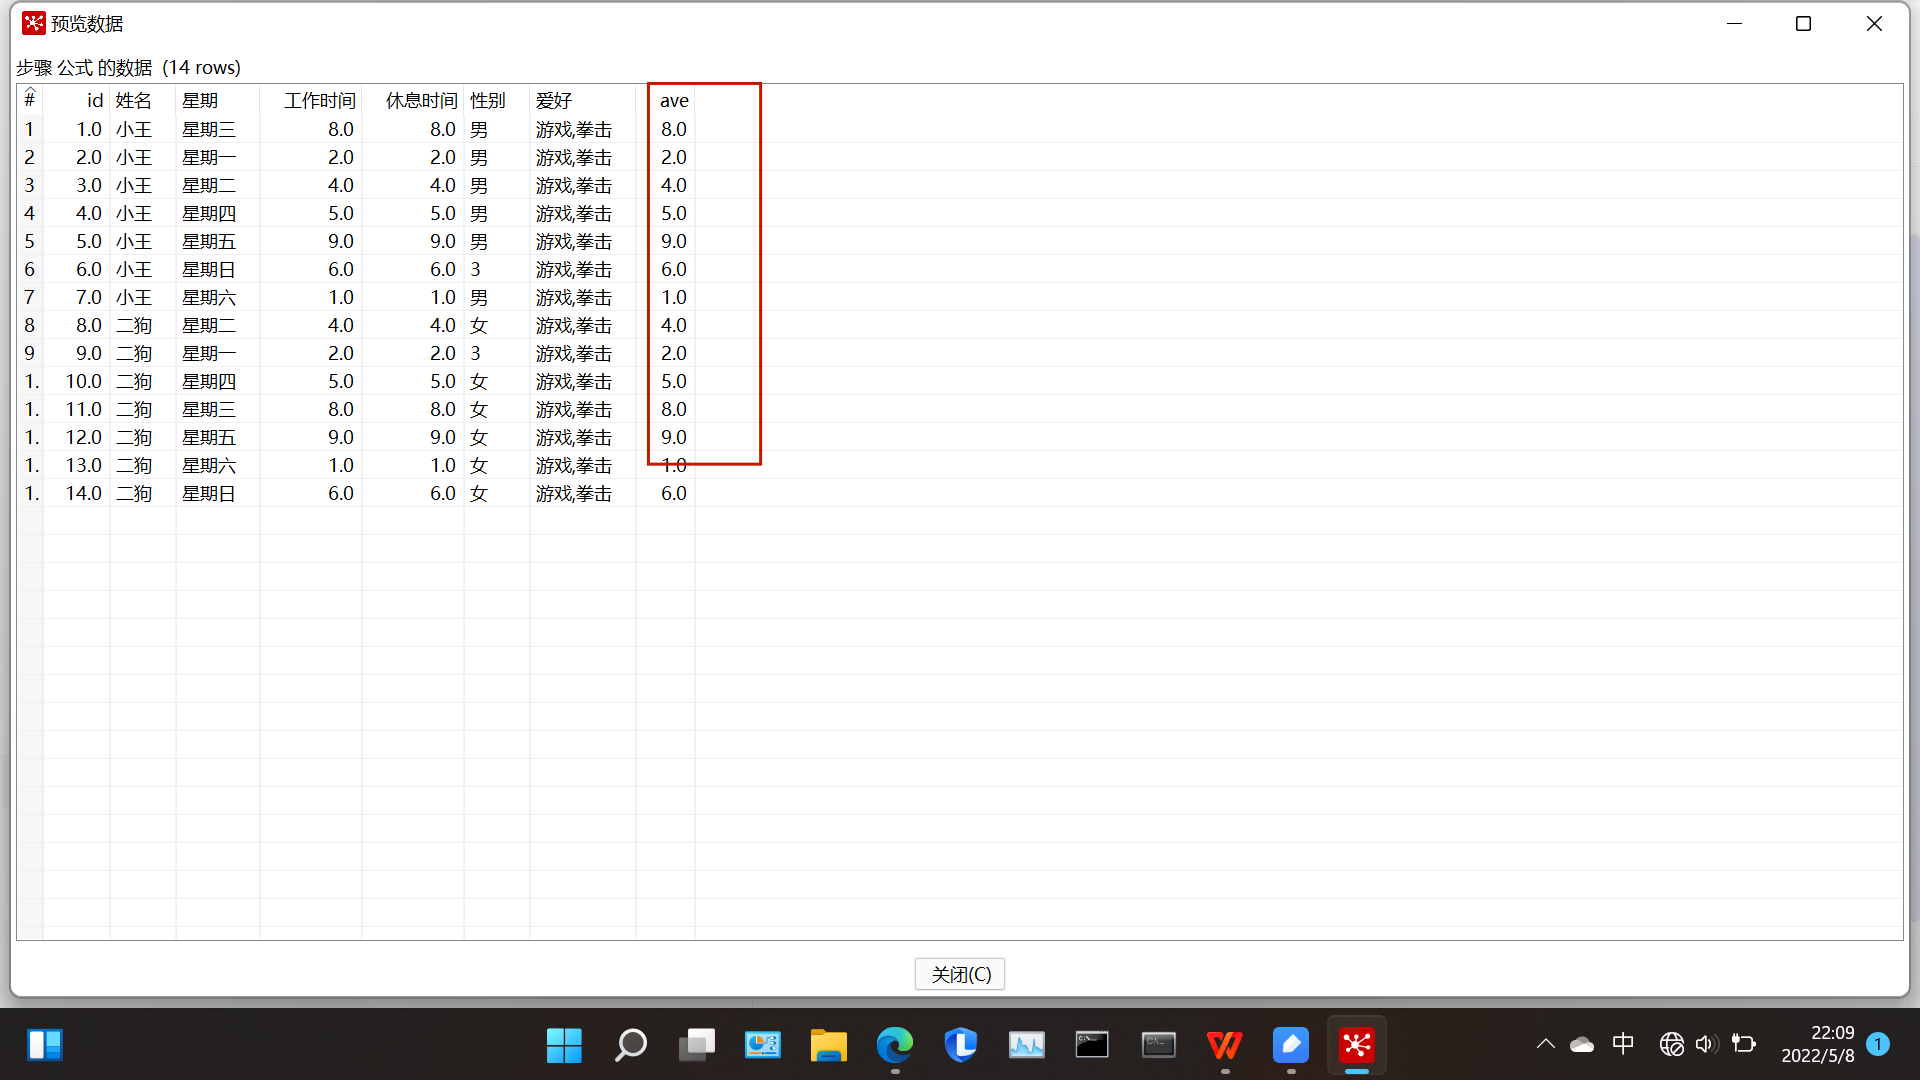 预览数据
步骤 公式 的数据 (14 rows)
# id 姓名 星期 工作时间 休息时间 性别 爱好 ave
1 1.0 小王 星期三 8.0 8.0 男 游戏,拳击 8.0
2 2.0 小王 星期一 2.0 2.0 男 游戏,拳击 2.0
3 3.0 小王 星期二 4.0 4.0 男 游戏,拳击 4.0
4 4.0 小王 星期四 5.0 5.0 男 游戏,拳击 5.0
5 5.0 小王 星期五 9.0 9.0 男 游戏,拳击 9.0
6 6.0 小王 星期日 6.0 6.0 3 游戏,拳击 6.0
7 7.0 小王 星期六 1.0 1.0 男 游戏,拳击 1.0
8 8.0 二狗 星期二 4.0 4.0 女 游戏,拳击 4.0
9 9.0 二狗 星期一 2.0 2.0 3 游戏,拳击 2.0
1. 10.0 二狗 星期四 5.0 5.0 女 游戏,拳击 5.0
1. 11.0 二狗 星期三 8.0 8.0 女 游戏,拳击 8.0
1. 12.0 二狗 星期五 9.0 9.0 女 游戏,拳击 9.0
1. 13.0 二狗 星期六 1.0 1.0 女 游戏,拳击 1.0
1. 14.0 二狗 星期日 6.0 6.0 女 游戏,拳击 6.0
关闭(C)
中 22:09
2022/5/8 1